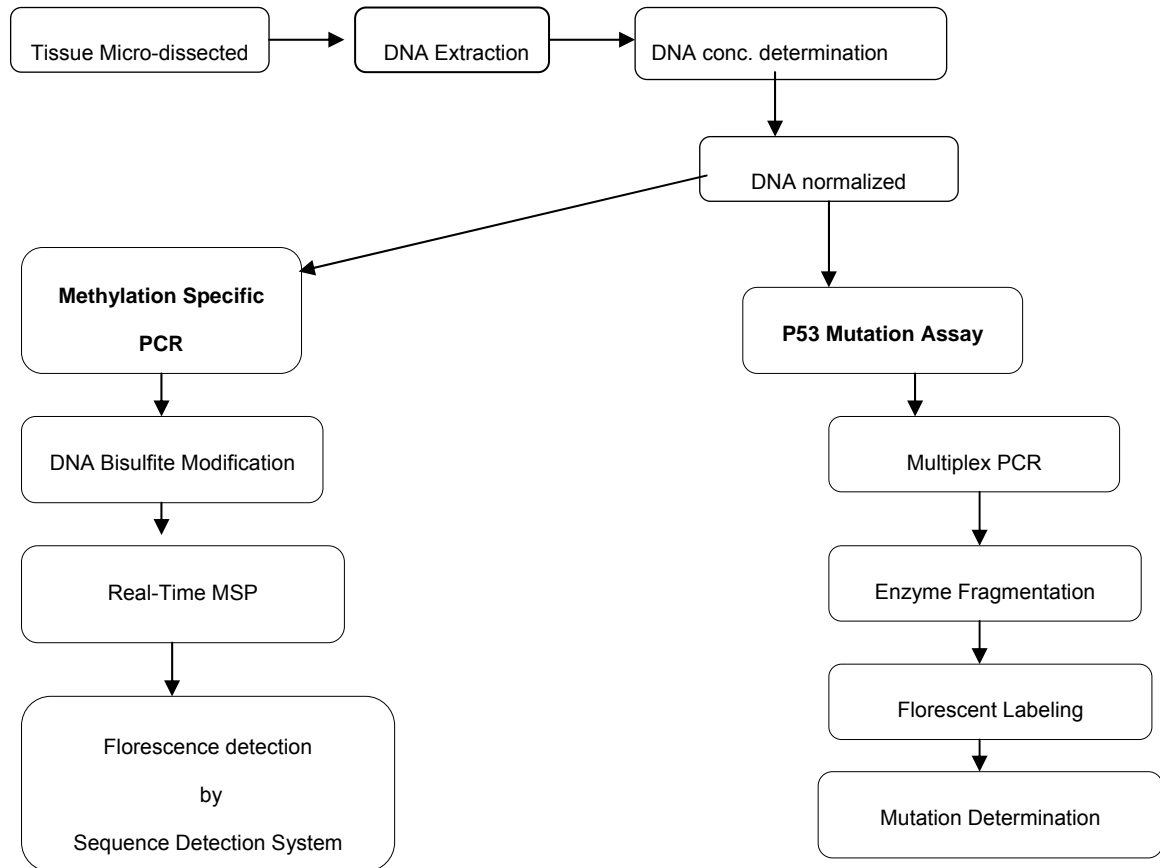 Tissue Micro-dissected
DNA Extraction
DNA conc. determination
DNA normalized
Methylation Specific
PCR
DNA Bisulfite Modification
Real-Time MSP
Florescence detection
by
Sequence Detection System
P53 Mutation Assay
Multiplex PCR
Enzyme Fragmentation
Florescent Labeling
Mutation Determination